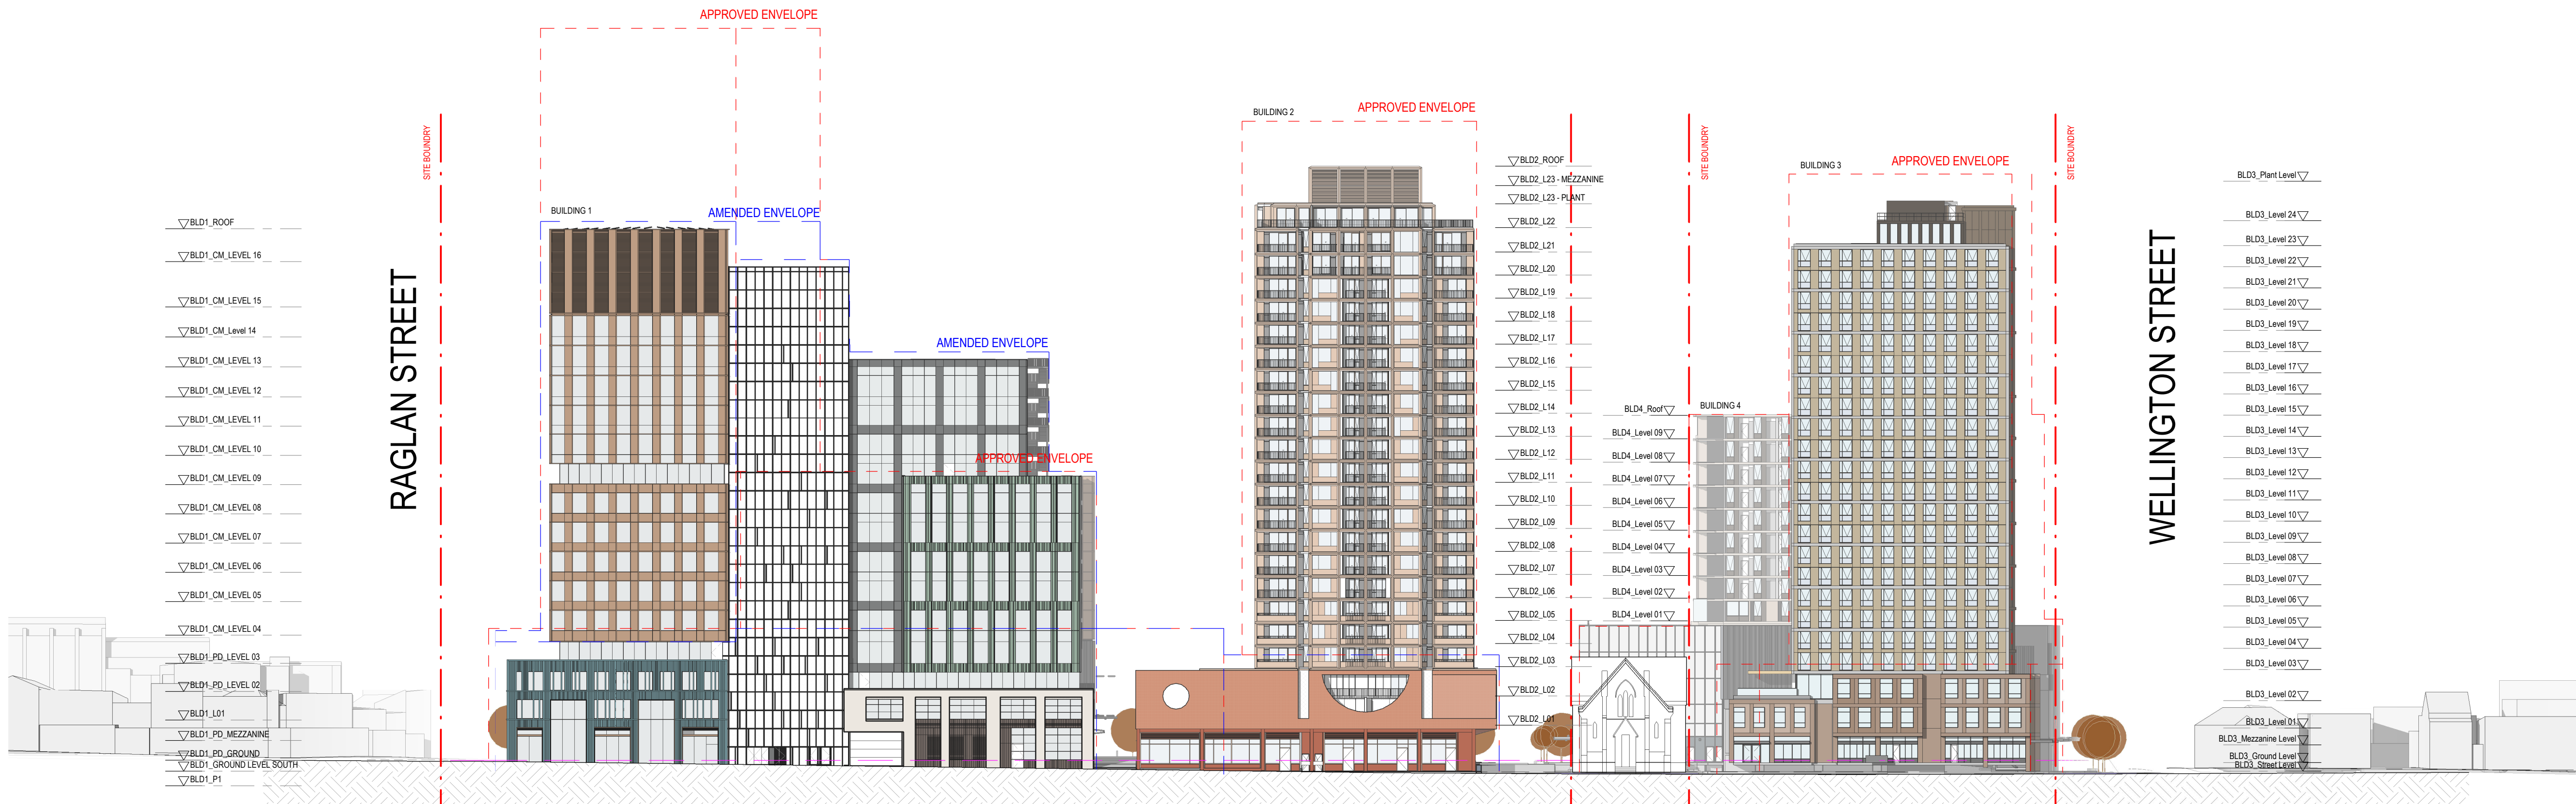 APPROVED ENVELOPE
BUILDING 2
APPROVED ENVELOPE
SITE BOUNDRY
SITE BOUNDRY
SITE BOUNDRY
BUILDING 3
APPROVED ENVELOPE
BUILDING 1
AMENDED ENVELOPE
AMENDED ENVELOPE
APPROVED ENVELOPE
BUILDING 4
RAGLAN STREET
WELLINGTON STREET
BLD1_ROOF
BLD1_CM_LEVEL 16
BLD1_CM_LEVEL 15
BLD1_CM_Level 14
BLD1_CM_LEVEL 13
BLD1_CM_LEVEL 12
BLD1_CM_LEVEL 11
BLD1_CM_LEVEL 10
BLD1_CM_LEVEL 09
BLD1_CM_LEVEL 08
BLD1_CM_LEVEL 07
BLD1_CM_LEVEL 06
BLD1_CM_LEVEL 05
BLD1_CM_LEVEL 04
BLD1_PD_LEVEL 03
BLD1_PD_LEVEL 02
BLD1_L01
BLD1_PD_MEZZANINE
BLD1_PD_GROUND
BLD1_GROUND LEVEL SOUTH
BLD1_P1
BLD2_ROOF
BLD2_L23 - MEZZANINE
BLD2_L23 - PLANT
BLD2_L22
BLD2_L21
BLD2_L20
BLD2_L19
BLD2_L18
BLD2_L17
BLD2_L16
BLD2_L15
BLD2_L14
BLD2_L13
BLD2_L12
BLD2_L11
BLD2_L10
BLD2_L09
BLD2_L08
BLD2_L07
BLD2_L06
BLD2_L05
BLD2_L04
BLD2_L03
BLD2_L02
BLD2_L01
BLD4_Roof
BLD4_Level 09
BLD4_Level 08
BLD4_Level 07
BLD4_Level 06
BLD4_Level 05
BLD4_Level 04
BLD4_Level 03
BLD4_Level 02
BLD4_Level 01
BLD3_Plant Level
BLD3_Level 24
BLD3_Level 23
BLD3_Level 22
BLD3_Level 21
BLD3_Level 20
BLD3_Level 19
BLD3_Level 18
BLD3_Level 17
BLD3_Level 16
BLD3_Level 15
BLD3_Level 14
BLD3_Level 13
BLD3_Level 12
BLD3_Level 11
BLD3_Level 10
BLD3_Level 09
BLD3_Level 08
BLD3_Level 07
BLD3_Level 06
BLD3_Level 05
BLD3_Level 04
BLD3_Level 03
BLD3_Level 02
BLD3_Level 01
BLD3_Mezzanine Level
BLD3_Ground Level
BLD3_Street Level